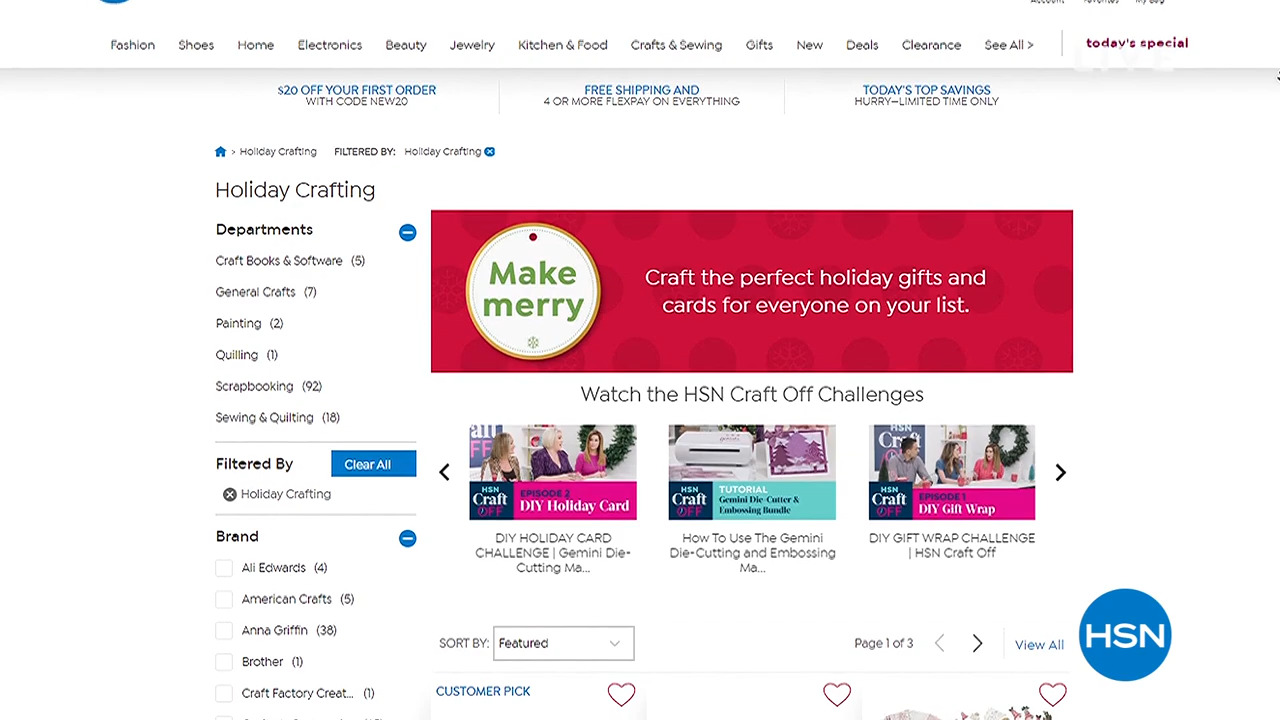 Account Favorites My Bag
Fashion Shoes Home Electronics Beauty Jewelry Kitchen & Food Crafts & Sewing Gifts New Deals Clearance See All > today's special
LIVE
$20 OFF YOUR FIRST ORDER
WITH CODE NEW20
FREE SHIPPING AND
4 OR MORE FLEXPAY ON EVERYTHING
TODAY'S TOP SAVINGS
HURRY—LIMITED TIME ONLY
> Holiday Crafting FILTERED BY: Holiday Crafting
Holiday Crafting
Departments
Craft Books & Software (5)
General Crafts (7)
Painting (2)
Quilling (1)
Scrapbooking (92)
Sewing & Quilting (18)
Filtered By Clear All
Holiday Crafting
Brand
Ali Edwards (4)
American Crafts (5)
Anna Griffin (38)
Brother (1)
Craft Factory Creat... (1)
Make
merry
Craft the perfect holiday gifts and
cards for everyone on your list.
Watch the HSN Craft Off Challenges
HSN
Craft
OFF
EPISODE 2
DIY Holiday Card
DIY HOLIDAY CARD
CHALLENGE | Gemini Die-
Cutting Ma...
HSN
Craft
OFF
TUTORIAL
Gemini Die-Cutter &
Embossing Bundle
How To Use The Gemini
Die-Cutting and Embossing
Ma...
HSN
Craft
OFF
EPISODE 1
DIY Gift Wrap
DIY GIFT WRAP CHALLENGE
| HSN Craft Off
SORT BY: Featured Page 1 of 3 View All
HSN
CUSTOMER PICK